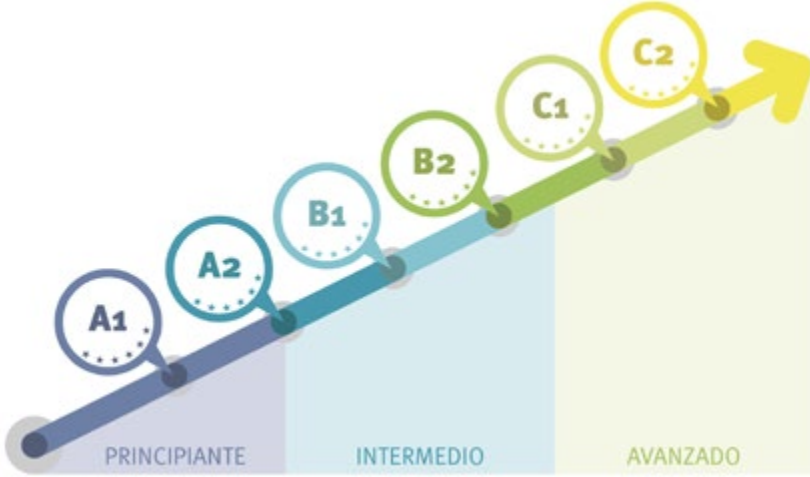 A1
A2
B1
B2
C1
C2
PRINCIPIANTE
INTERMEDIO
AVANZADO